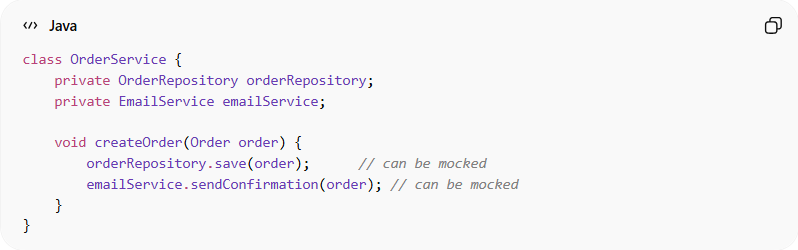 </> Java
class OrderService {
    private OrderRepository orderRepository;
    private EmailService emailService;

    void createOrder(Order order) {
        orderRepository.save(order);      // can be mocked
        emailService.sendConfirmation(order); // can be mocked
    }
}